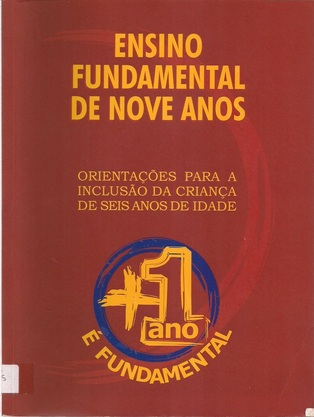 ENSINO
FUNDAMENTAL
DE NOVE ANOS
ORIENTAÇÕES PARA A
INCLUSÃO DA CRIANÇA
DE SEIS ANOS DE IDADE
+1
ano
É FUNDAMENTAL
S